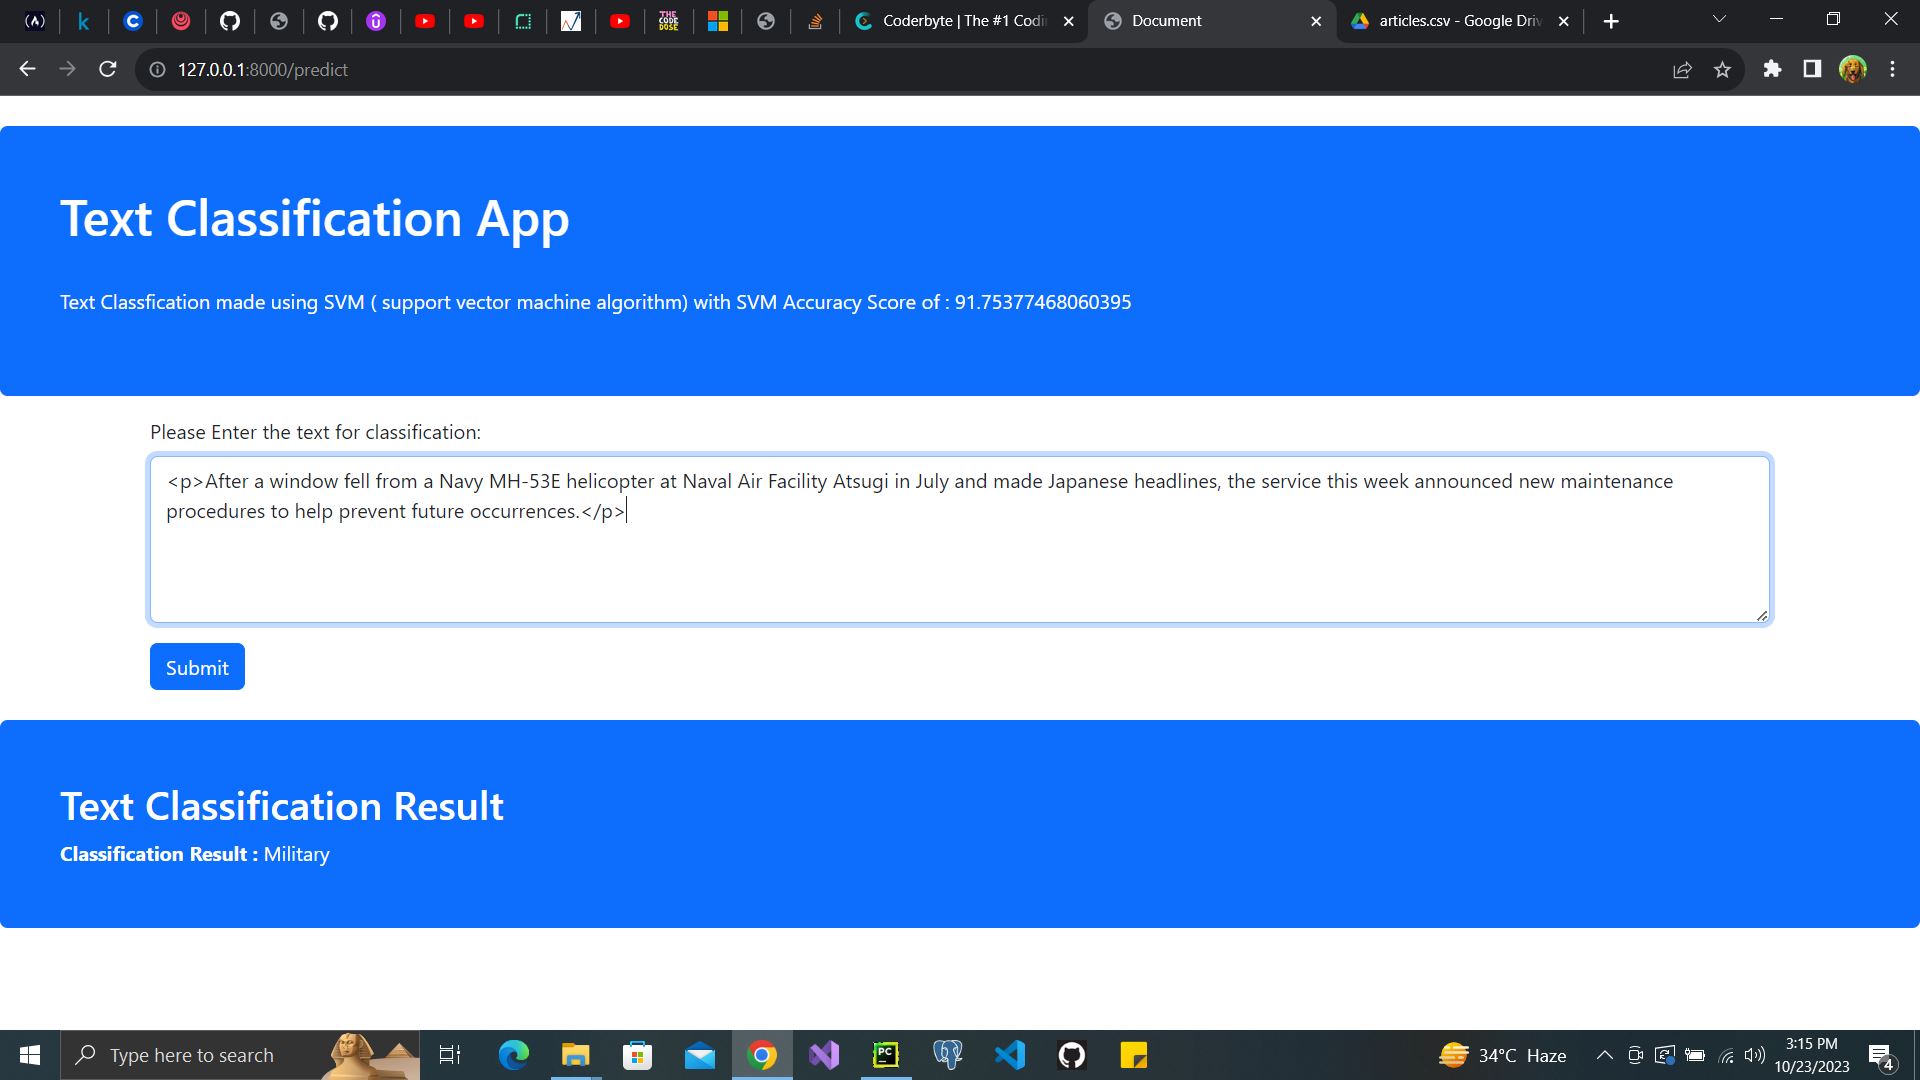 Coderbyte | The #1 Codi
Document
articles.csv - Google Driv
127.0.0.1:8000/predict
Text Classification App
Text Classfication made using SVM ( support vector machine algorithm) with SVM Accuracy Score of : 91.75377468060395
Please Enter the text for classification:
<p>After a window fell from a Navy MH-53E helicopter at Naval Air Facility Atsugi in July and made Japanese headlines, the service this week announced new maintenance
procedures to help prevent future occurrences.</p>
Submit
Text Classification Result
Classification Result : Military
Type here to search
34°C Haze
3:15 PM
10/23/2023
4